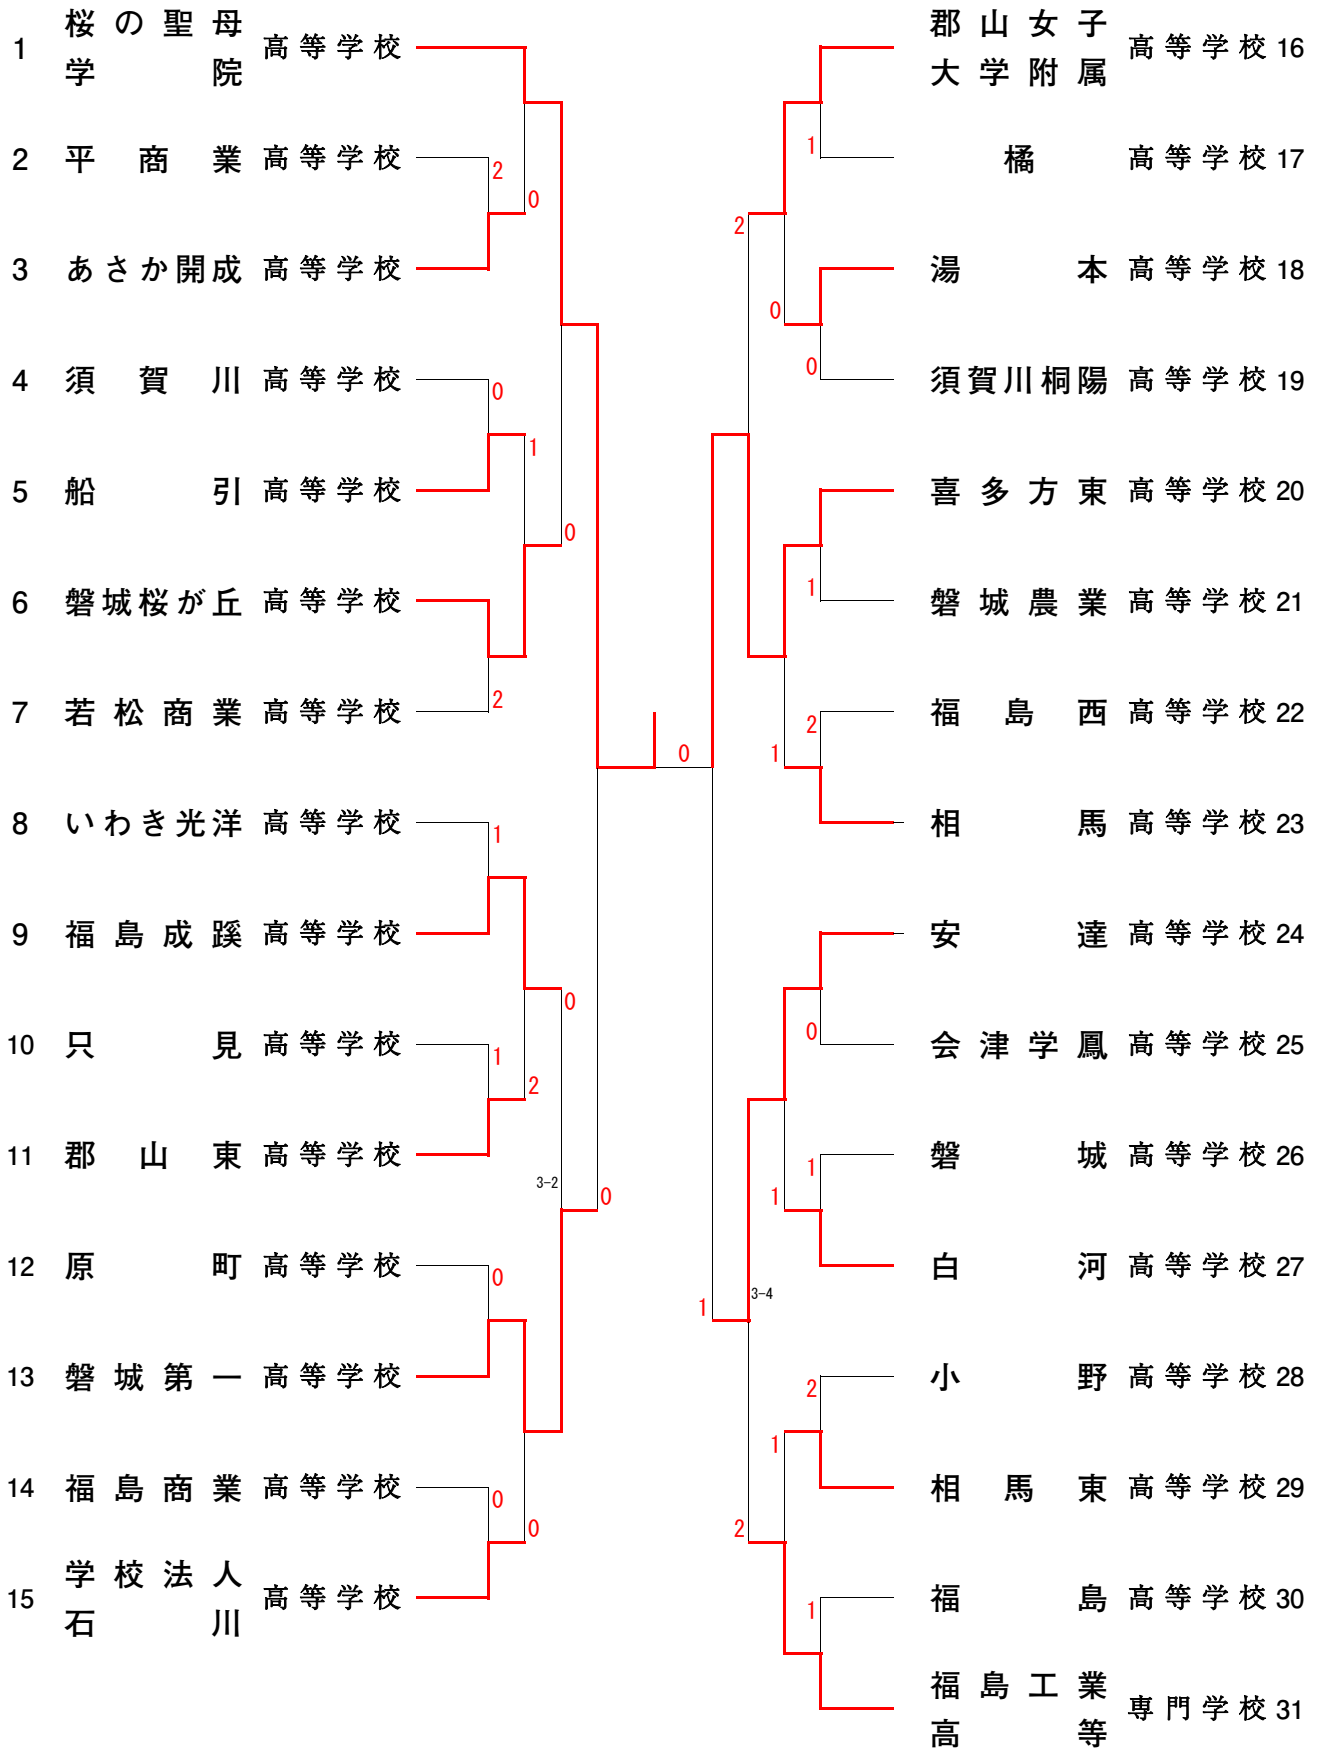 桜の聖母
1 高等学校
学院
2 平商業 高等学校
2
0
3 あさか開成 高等学校
4 須賀川 高等学校
0
1
5 船引 高等学校
0
6 磐城桜が丘 高等学校
2
7 若松商業 高等学校
8 いわき光洋 高等学校
1
9 福島成蹊 高等学校
0
10 只見 高等学校
1
2
11 郡山東 高等学校
3-2
0
12 原町 高等学校
0
13 磐城第一 高等学校
14 福島商業 高等学校
0
0
学校法人
15 高等学校
石川
0
郡山女子
高等学校 16
大学附属
1
橘 高等学校 17
2
湯本 高等学校 18
0
0
須賀川桐陽 高等学校 19
喜多方東 高等学校 20
1
磐城農業 高等学校 21
福島西 高等学校 22
2
1
相馬 高等学校 23
安達 高等学校 24
0
会津学鳳 高等学校 25
磐城 高等学校 26
1
1
白河 高等学校 27
3-4
1
小野 高等学校 28
2
1
相馬東 高等学校 29
2
福島 高等学校 30
1
福島工業
専門学校 31
高等